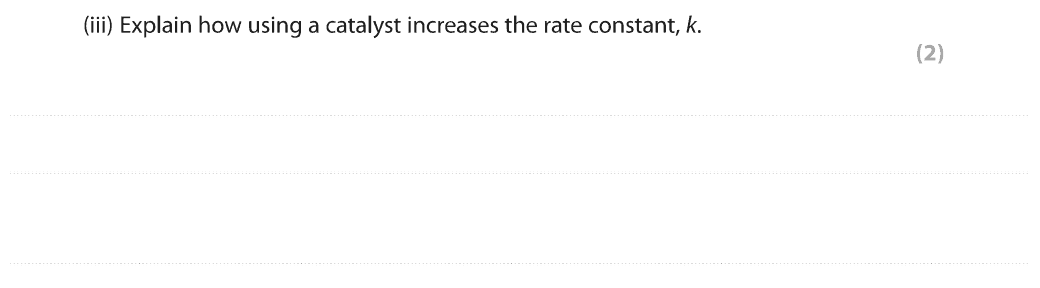 (iii) Explain how using a catalyst increases the rate constant, k.
(2)